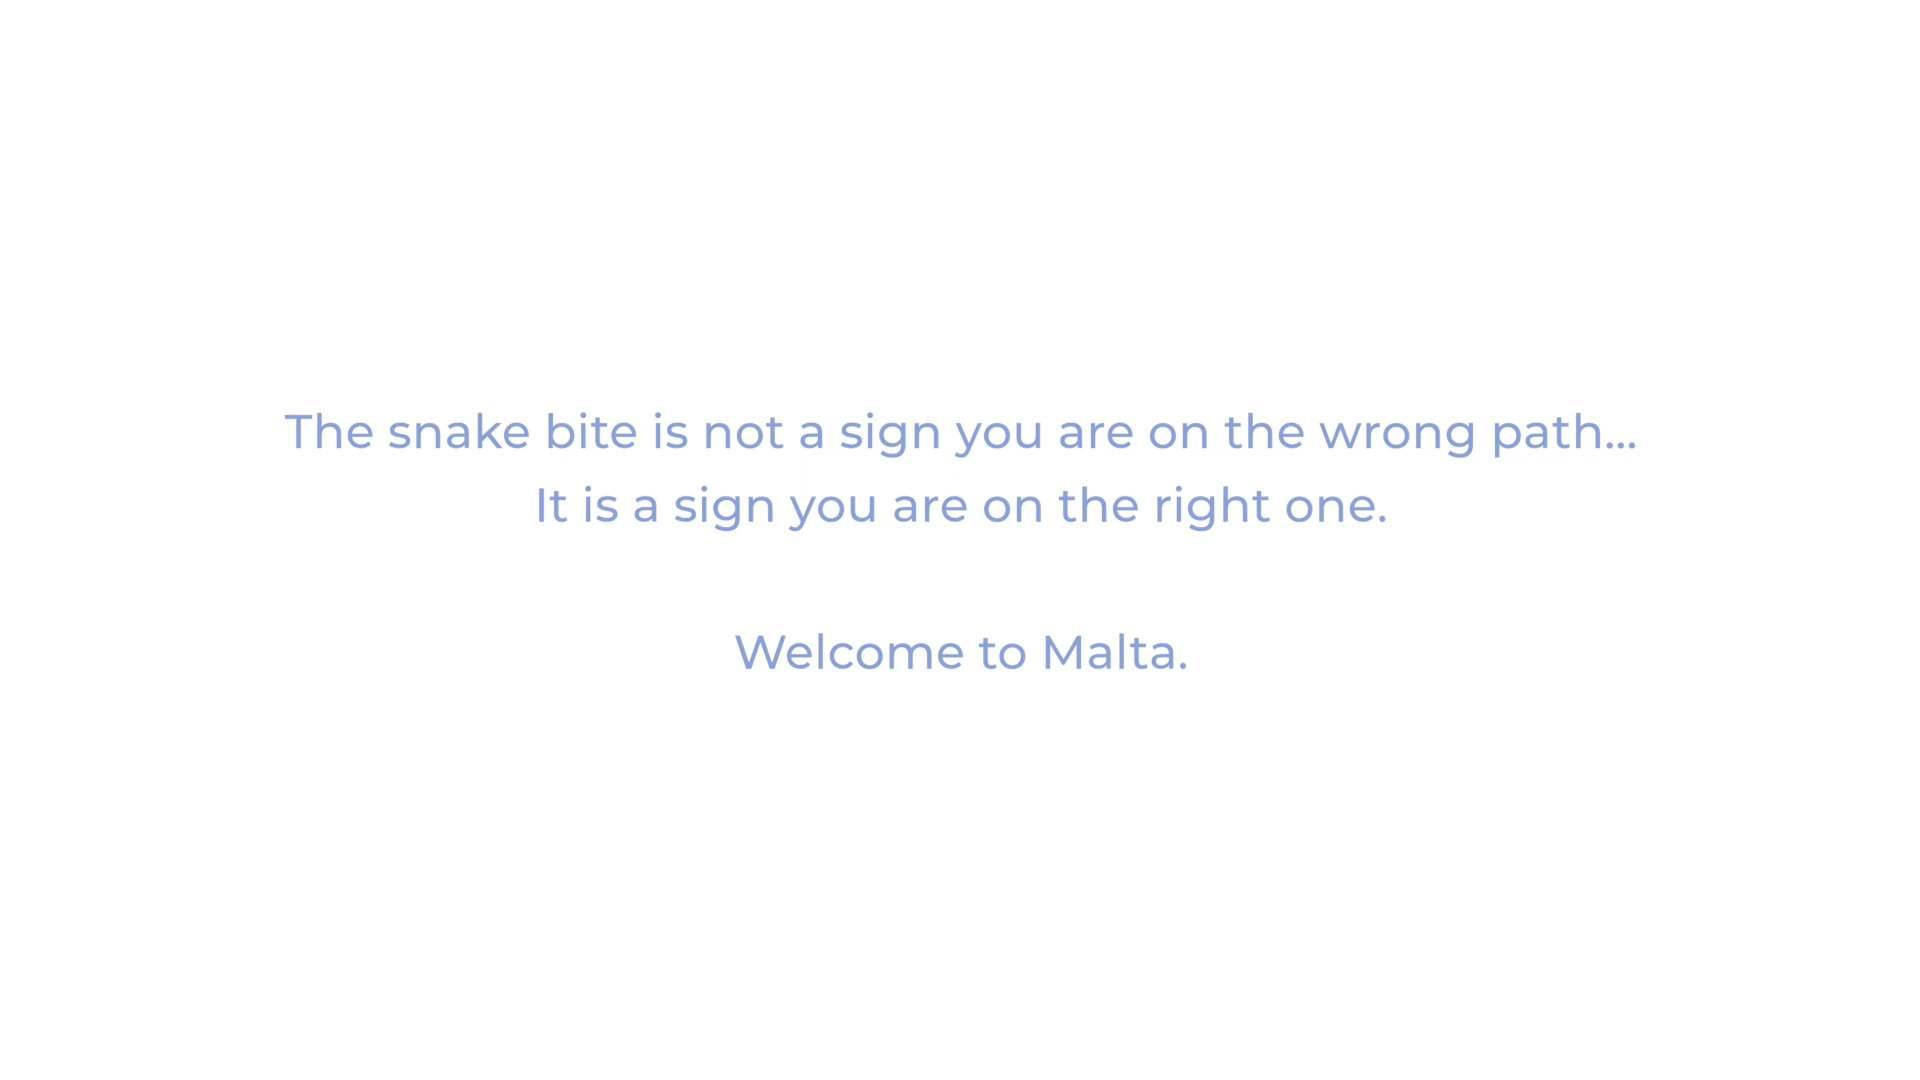 The snake bite is not a sign you are on the wrong path...
It is a sign you are on the right one.
Welcome to Malta.